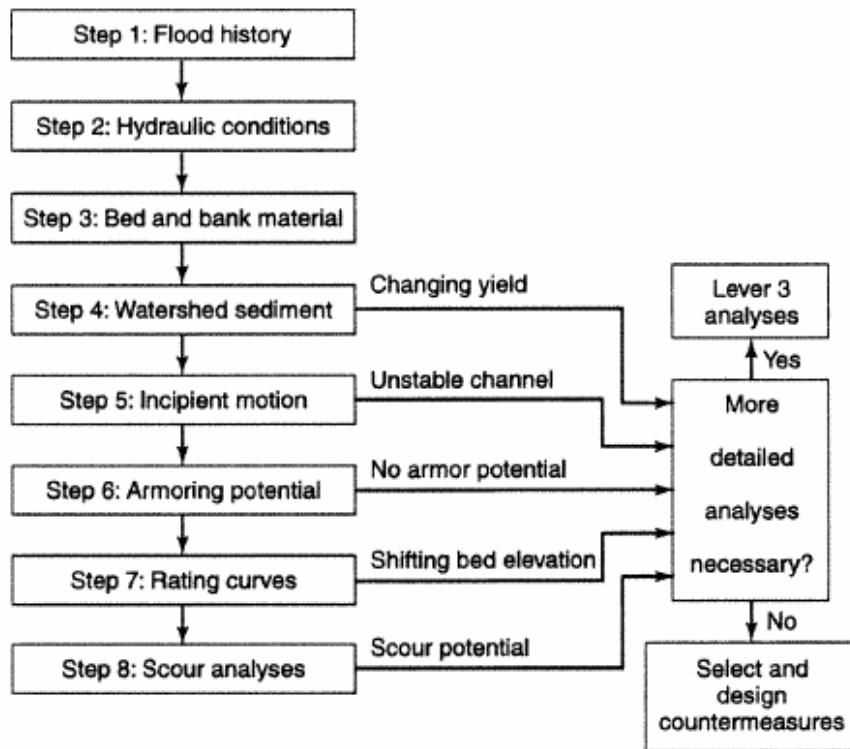 Step 1: Flood history
Step 2: Hydraulic conditions
Step 3: Bed and bank material
Step 4: Watershed sediment
Changing yield
Step 5: Incipient motion
Unstable channel
Step 6: Armoring potential
No armor potential
Step 7: Rating curves
Shifting bed elevation
Step 8: Scour analyses
Scour potential
Lever 3
analyses
Yes
More
detailed
analyses
necessary?
No
Select and
design
countermeasures